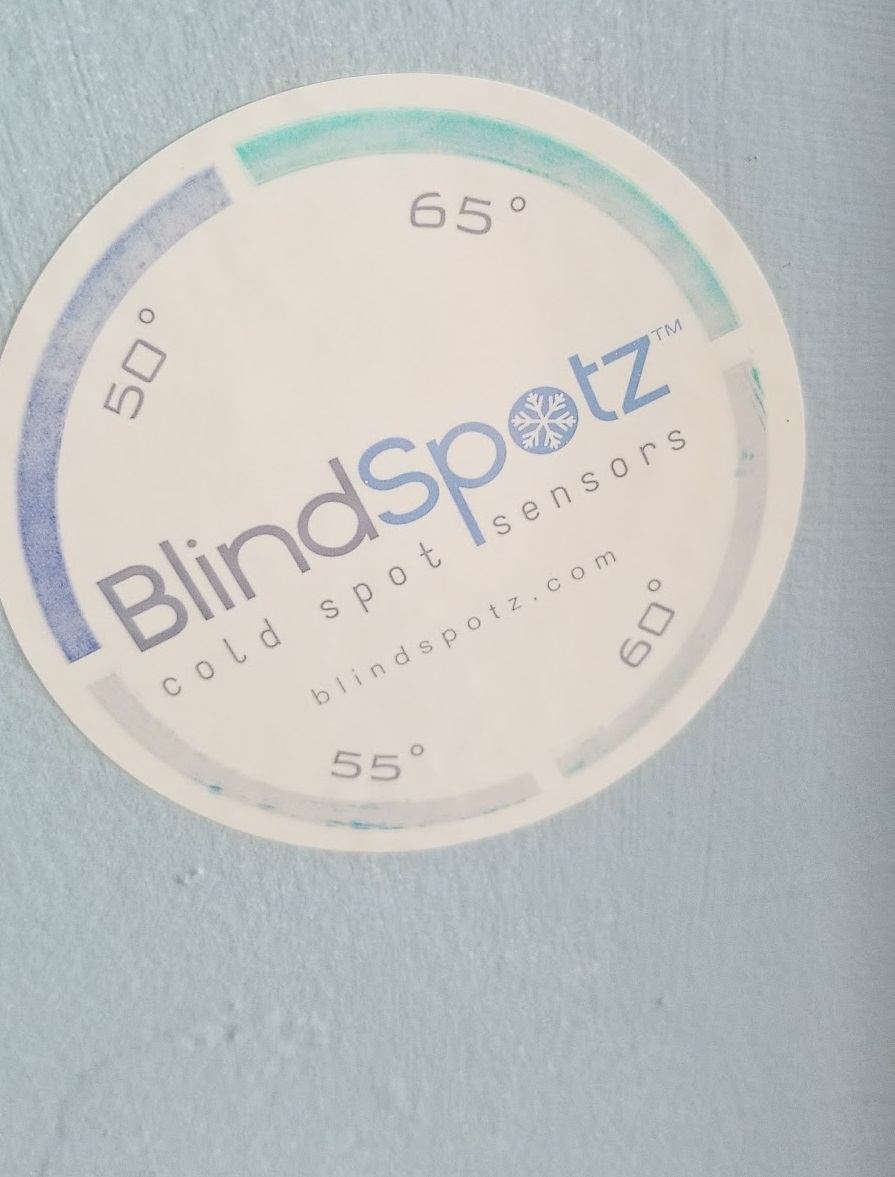 65°
50°
BlindSpotz™
cold spot sensors
blindspotz.com
60°
55°